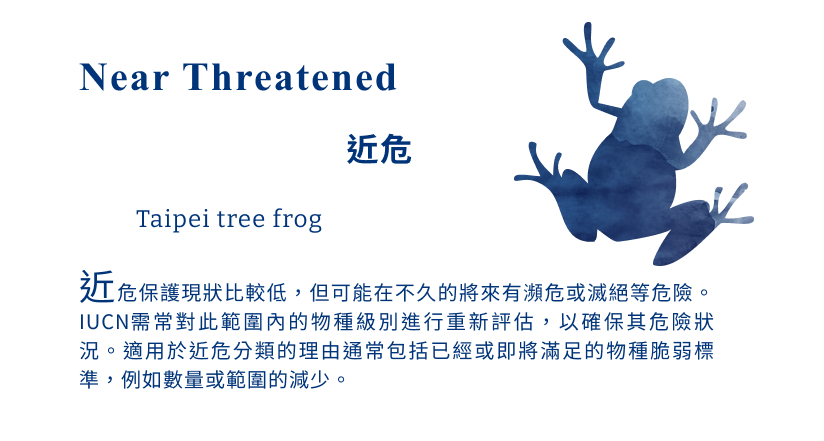 Near Threatened
近危
Taipei tree frog
近危保護現狀比較低，但可能在不久的將來有瀕危或滅絕等危險。
IUCN需常對此範圍內的物種級別進行重新評估，以確保其危險狀
況。適用於近危分類的理由通常包括已經或即將滿足的物種脆弱標
準，例如數量或範圍的減少。